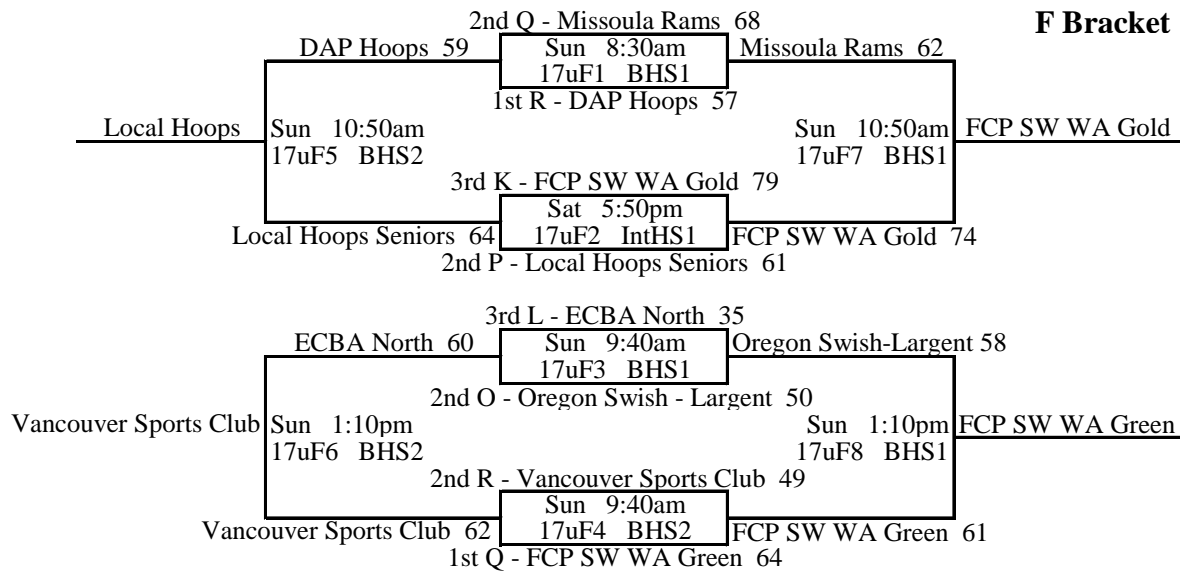 2nd Q - Missoula Rams 68
F Bracket
DAP Hoops 59
Sun 8:30am
Missoula Rams 62
17uF1 BHS1
1st R - DAP Hoops 57
Local Hoops
Sun 10:50am
Sun 10:50am
FCP SW WA Gold
17uF5 BHS2
17uF7 BHS1
3rd K - FCP SW WA Gold 79
Sat 5:50pm
Local Hoops Seniors 64
17uF2 IntHS1
FCP SW WA Gold 74
2nd P - Local Hoops Seniors 61
3rd L - ECBA North 35
ECBA North 60
Sun 9:40am
Oregon Swish-Largent 58
17uF3 BHS1
2nd O - Oregon Swish - Largent 50
Vancouver Sports Club
Sun 1:10pm
Sun 1:10pm
FCP SW WA Green
17uF6 BHS2
17uF8 BHS1
2nd R - Vancouver Sports Club 49
Sun 9:40am
Vancouver Sports Club 62
17uF4 BHS2
FCP SW WA Green 61
1st Q - FCP SW WA Green 64